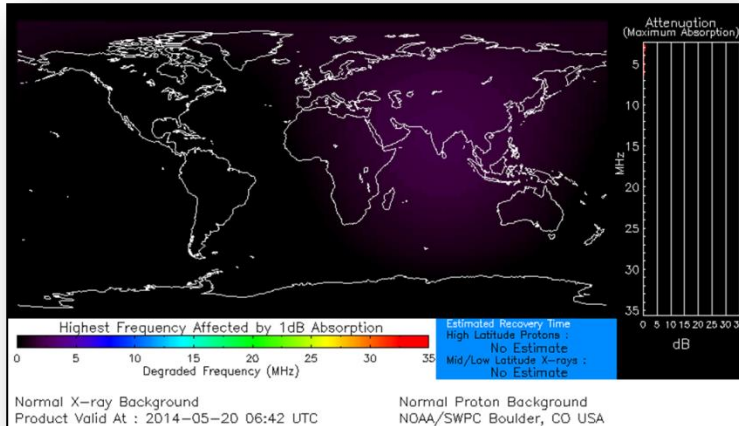 Attenuation
(Maximum Absorption)
5
10
15
20
25
30
35
MHz
0 5 10 15 20 25 30 3
dB
Highest Frequency Affected by 1dB Absorption
0 5 10 15 20 25 30 35
Degraded Frequency (MHz)
Estimated Recovery Time
High Latitude Protons :
No Estimate
Mid/Low Latitude X-rays :
No Estimate
Normal X-ray Background
Normal Proton Background
Product Valid At : 2014-05-20 06:42 UTC
NOAA/SWPC Boulder, CO USA